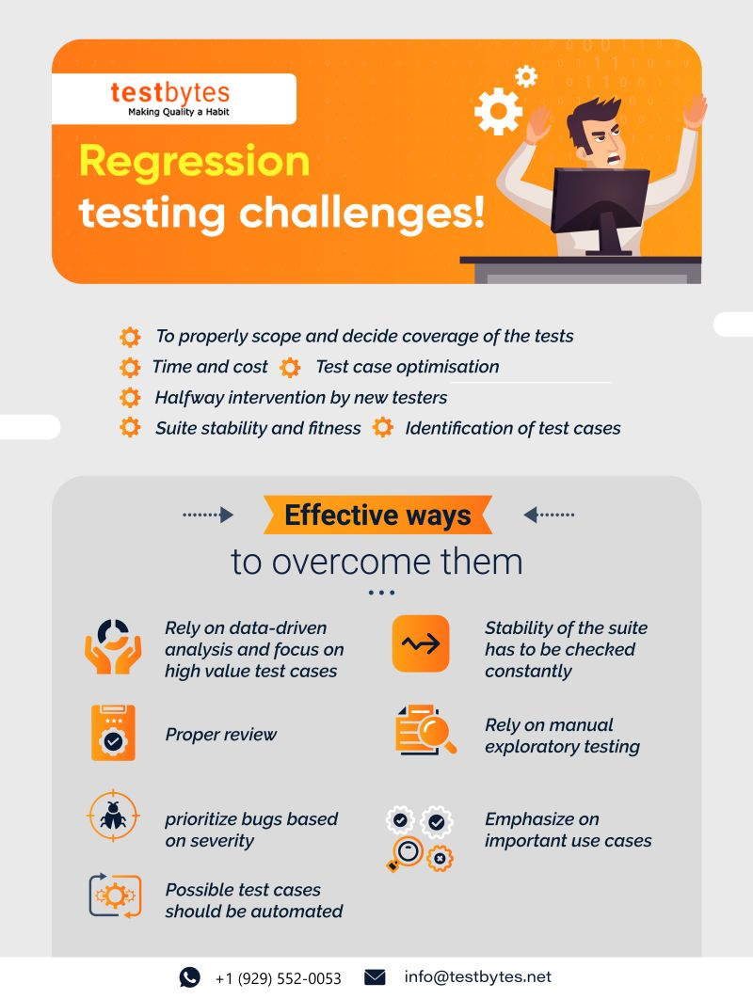 testbytes
Making Quality a Habit
Regression
testing challenges!
To properly scope and decide coverage of the tests
Time and cost
Test case optimisation
Halfway intervention by new testers
Suite stability and fitness
Identification of test cases
Effective ways
to overcome them
Rely on data-driven
analysis and focus on
high value test cases
Stability of the suite
has to be checked
constantly
Proper review
Rely on manual
exploratory testing
prioritize bugs based
on severity
Emphasize on
important use cases
Possible test cases
should be automated
+1 (929) 552-0053
info@testbytes.net